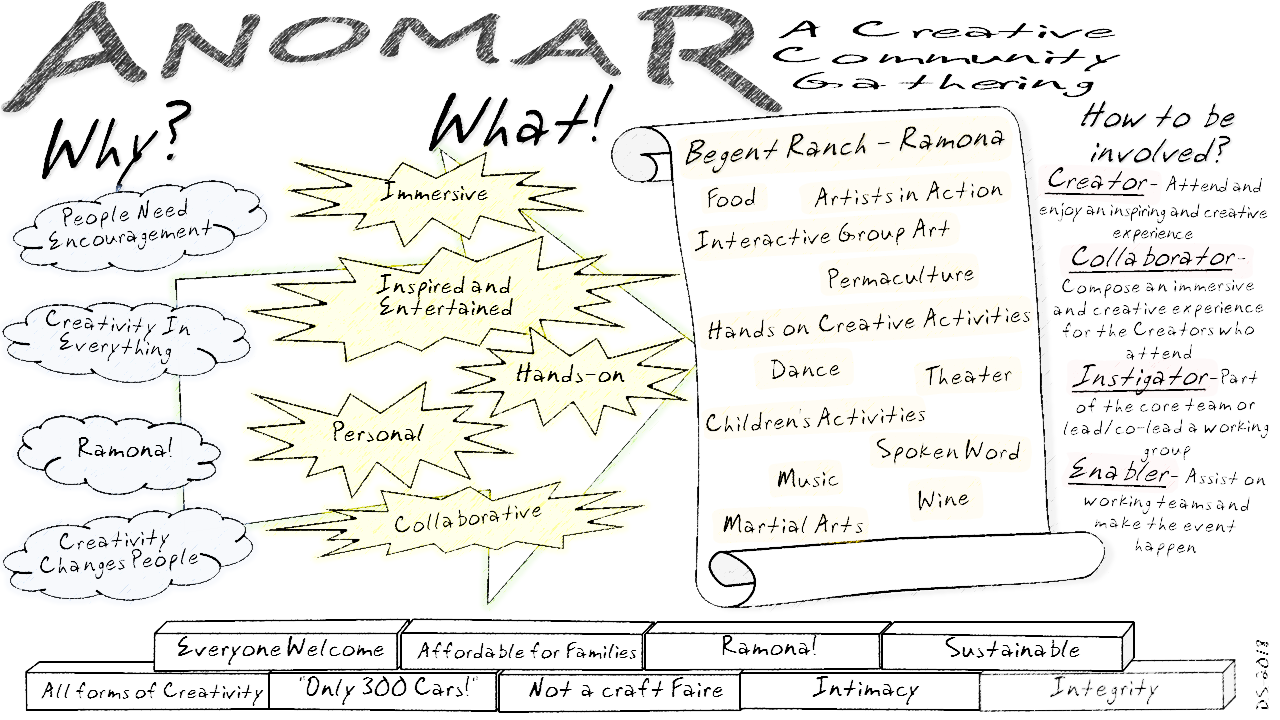 ANOMAR
A Creative
Community
Gathering
Why?
People Need
Encouragement
Creativity In
Everything
Ramona!
Creativity
Changes People
What!
Immersive
Inspired and
Entertained
Hands-on
Personal
Collaborative
Begent Ranch - Ramona
Food
Artists in Action
Interactive Group Art
Permaculture
Hands on Creative Activities
Dance
Theater
Children's Activities
Spoken Word
Music
Wine
Martial Arts
How to be
involved?
Creator- Attend and
enjoy an inspiring and creative
experience
Collaborator-
Compose an immersive
and creative experience
for the Creators who
attend
Instigator-Part
of the core team or
lead/co-lead a working
group
Enabler- Assist on
working teams and
make the event
happen
Everyone Welcome
Affordable for Families
Ramona!
Sustainable
All forms of Creativity
"Only 300 Cars!"
Not a craft Faire
Intimacy
Integrity